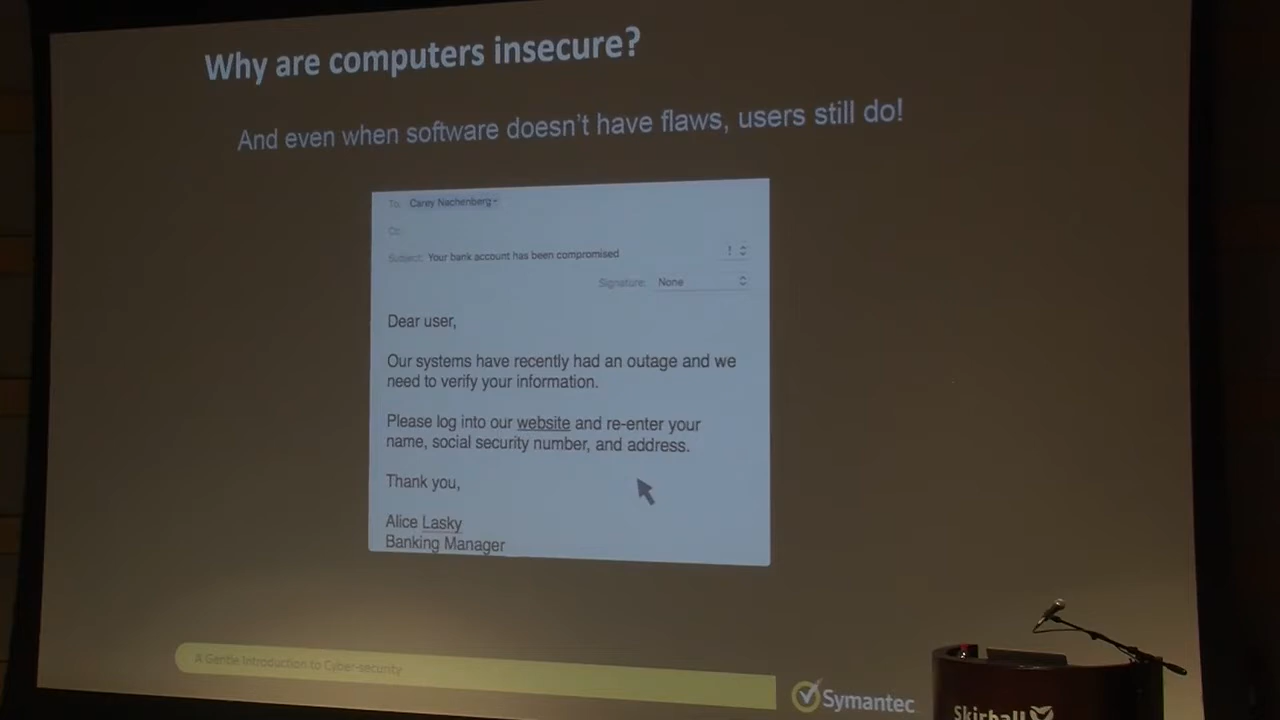 Why are computers insecure?
And even when software doesn't have flaws, users still do!
To: Carey Nachenberg
Cc:
Subject: Your bank account has been compromised
!
Signature: None
Dear user,
Our systems have recently had an outage and we
need to verify your information.
Please log into our website and re-enter your
name, social security number, and address.
Thank you,
Alice Lasky
Banking Manager
A Gentle Introduction to Cyber-security
Symantec
Skirball